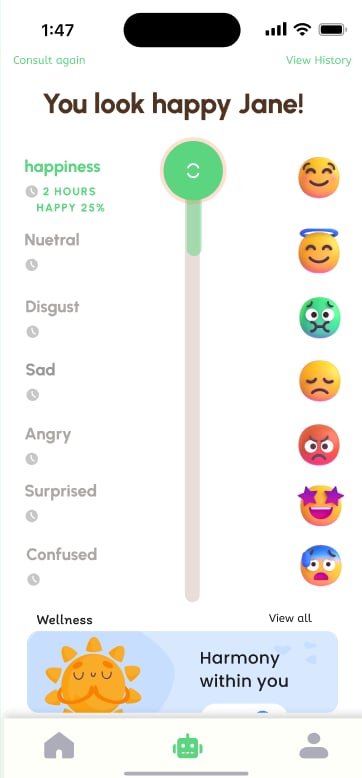 1:47
Consult again
View History
You look happy Jane!
happiness
2 HOURS
HAPPY 25%
Nuetral
Disgust
Sad
Angry
Surprised
Confused
Wellness
View all
Harmony
within you